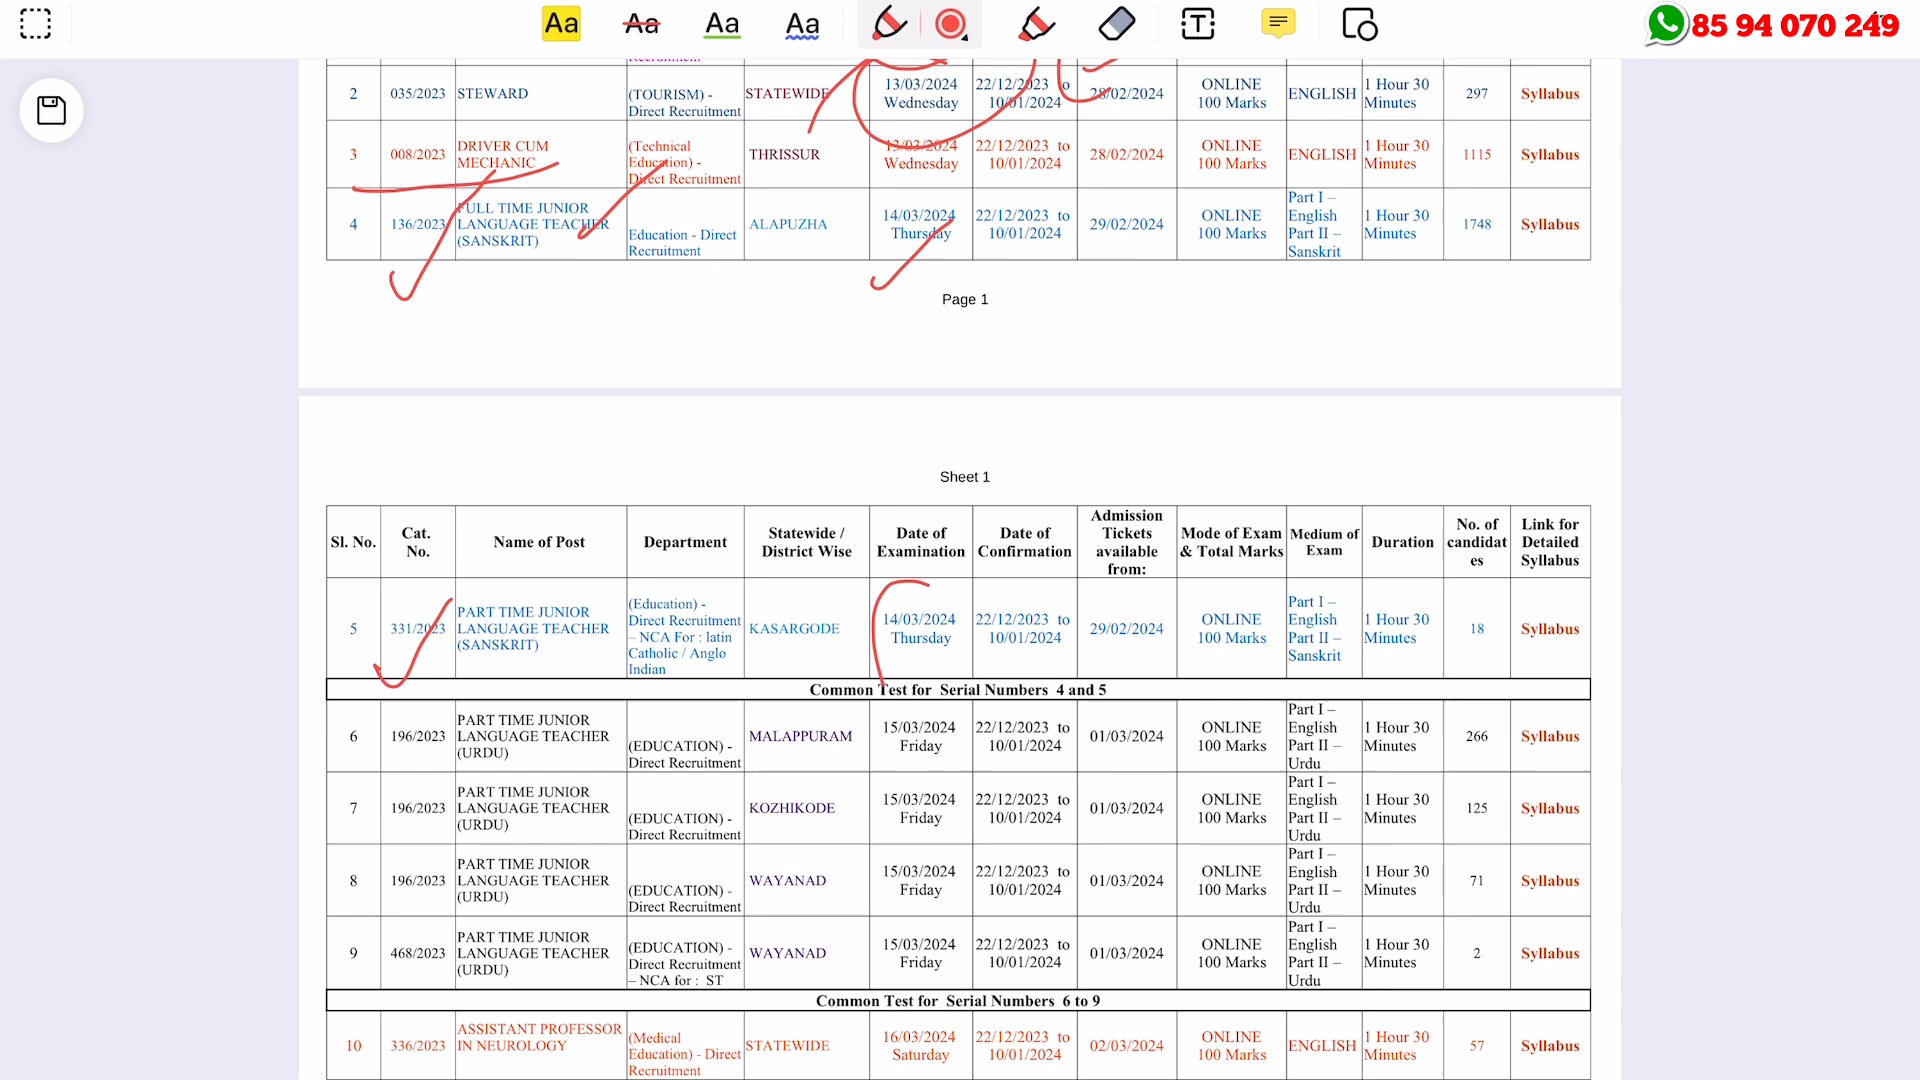 Aa Aa Aa Aa T
85 94 070 249
2 035/2023 STEWARD (TOURISM) - Direct Recruitment STATEWIDE 13/03/2024 Wednesday 22/12/2023 to 10/01/2024 28/02/2024 ONLINE 100 Marks ENGLISH 1 Hour 30 Minutes 297 Syllabus
3 008/2023 DRIVER CUM MECHANIC (Technical Education) - Direct Recruitment THRISSUR 13/03/2024 Wednesday 22/12/2023 to 10/01/2024 28/02/2024 ONLINE 100 Marks ENGLISH 1 Hour 30 Minutes 1115 Syllabus
4 136/2023 FULL TIME JUNIOR LANGUAGE TEACHER (SANSKRIT) Education - Direct Recruitment ALAPUZHA 14/03/2024 Thursday 22/12/2023 to 10/01/2024 29/02/2024 ONLINE 100 Marks Part I – English Part II – Sanskrit 1 Hour 30 Minutes 1748 Syllabus
Page 1
Sheet 1
Sl. No. Cat. No. Name of Post Department Statewide / District Wise Date of Examination Date of Confirmation Admission Tickets available from: Mode of Exam & Total Marks Medium of Exam Duration No. of candidat es Link for Detailed Syllabus
5 331/2023 PART TIME JUNIOR LANGUAGE TEACHER (SANSKRIT) (Education) - Direct Recruitment – NCA For : latin Catholic / Anglo Indian KASARGODE 14/03/2024 Thursday 22/12/2023 to 10/01/2024 29/02/2024 ONLINE 100 Marks Part I – English Part II – Sanskrit 1 Hour 30 Minutes 18 Syllabus
Common Test for Serial Numbers 4 and 5
6 196/2023 PART TIME JUNIOR LANGUAGE TEACHER (URDU) (EDUCATION) - Direct Recruitment MALAPPURAM 15/03/2024 Friday 22/12/2023 to 10/01/2024 01/03/2024 ONLINE 100 Marks Part I – English Part II – Urdu 1 Hour 30 Minutes 266 Syllabus
7 196/2023 PART TIME JUNIOR LANGUAGE TEACHER (URDU) (EDUCATION) - Direct Recruitment KOZHIKODE 15/03/2024 Friday 22/12/2023 to 10/01/2024 01/03/2024 ONLINE 100 Marks Part I – English Part II – Urdu 1 Hour 30 Minutes 125 Syllabus
8 196/2023 PART TIME JUNIOR LANGUAGE TEACHER (URDU) (EDUCATION) - Direct Recruitment WAYANAD 15/03/2024 Friday 22/12/2023 to 10/01/2024 01/03/2024 ONLINE 100 Marks Part I – English Part II – Urdu 1 Hour 30 Minutes 71 Syllabus
9 468/2023 PART TIME JUNIOR LANGUAGE TEACHER (URDU) (EDUCATION) - Direct Recruitment – NCA for : ST WAYANAD 15/03/2024 Friday 22/12/2023 to 10/01/2024 01/03/2024 ONLINE 100 Marks Part I – English Part II – Urdu 1 Hour 30 Minutes 2 Syllabus
Common Test for Serial Numbers 6 to 9
10 336/2023 ASSISTANT PROFESSOR IN NEUROLOGY (Medical Education) - Direct Recruitment STATEWIDE 16/03/2024 Saturday 22/12/2023 to 10/01/2024 02/03/2024 ONLINE 100 Marks ENGLISH 1 Hour 30 Minutes 57 Syllabus